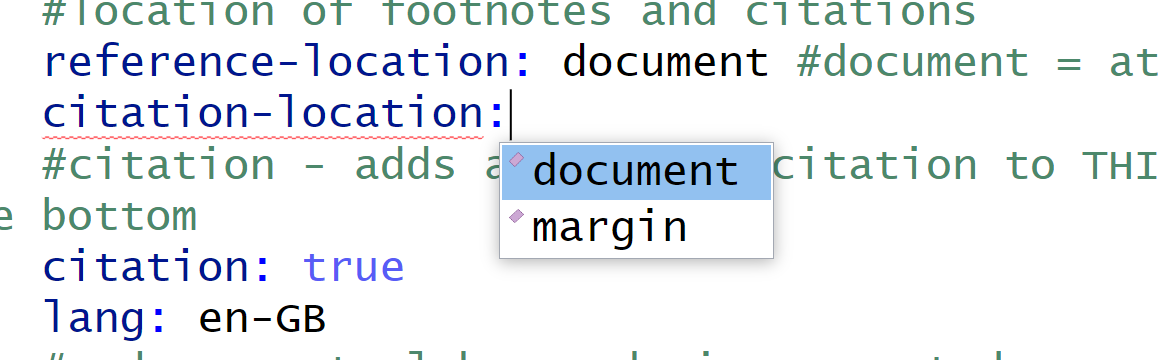 #location of footnotes and citations
reference-location: document #document = at
citation-location:
document
margin
#citation - adds a citation to THI
e bottom
citation: true
lang: en-GB